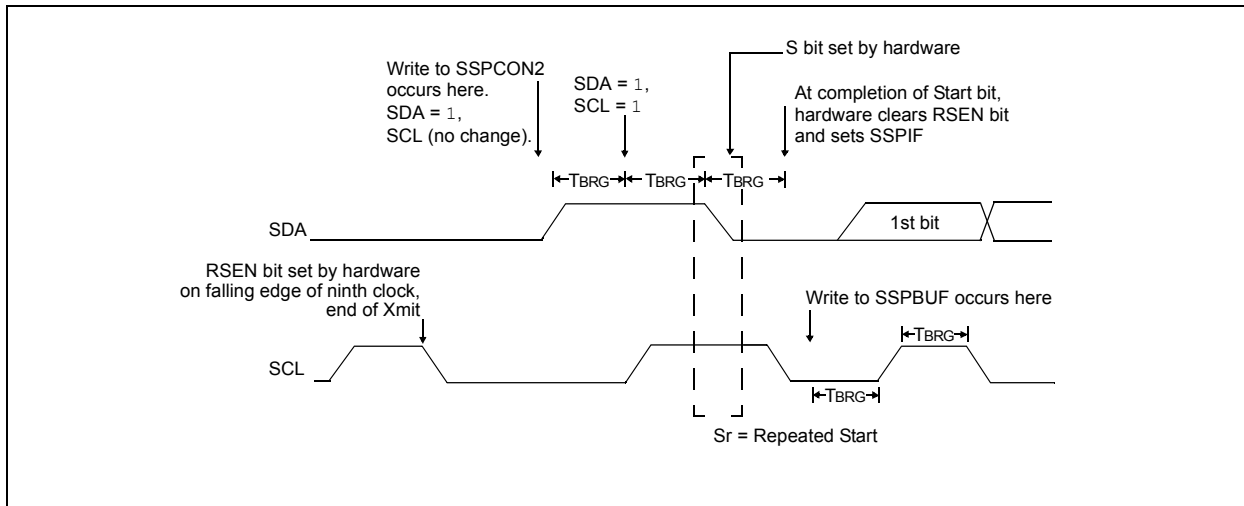 S bit set by hardware
Write to SSPCON2
occurs here.
SDA = 1,
SCL (no change).
SDA = 1,
SCL = 1
At completion of Start bit,
hardware clears RSEN bit
and sets SSPIF
TBRG
TBRG
TBRG
SDA
1st bit
RSEN bit set by hardware
on falling edge of ninth clock,
end of Xmit
Write to SSPBUF occurs here
TBRG
SCL
TBRG
Sr = Repeated Start